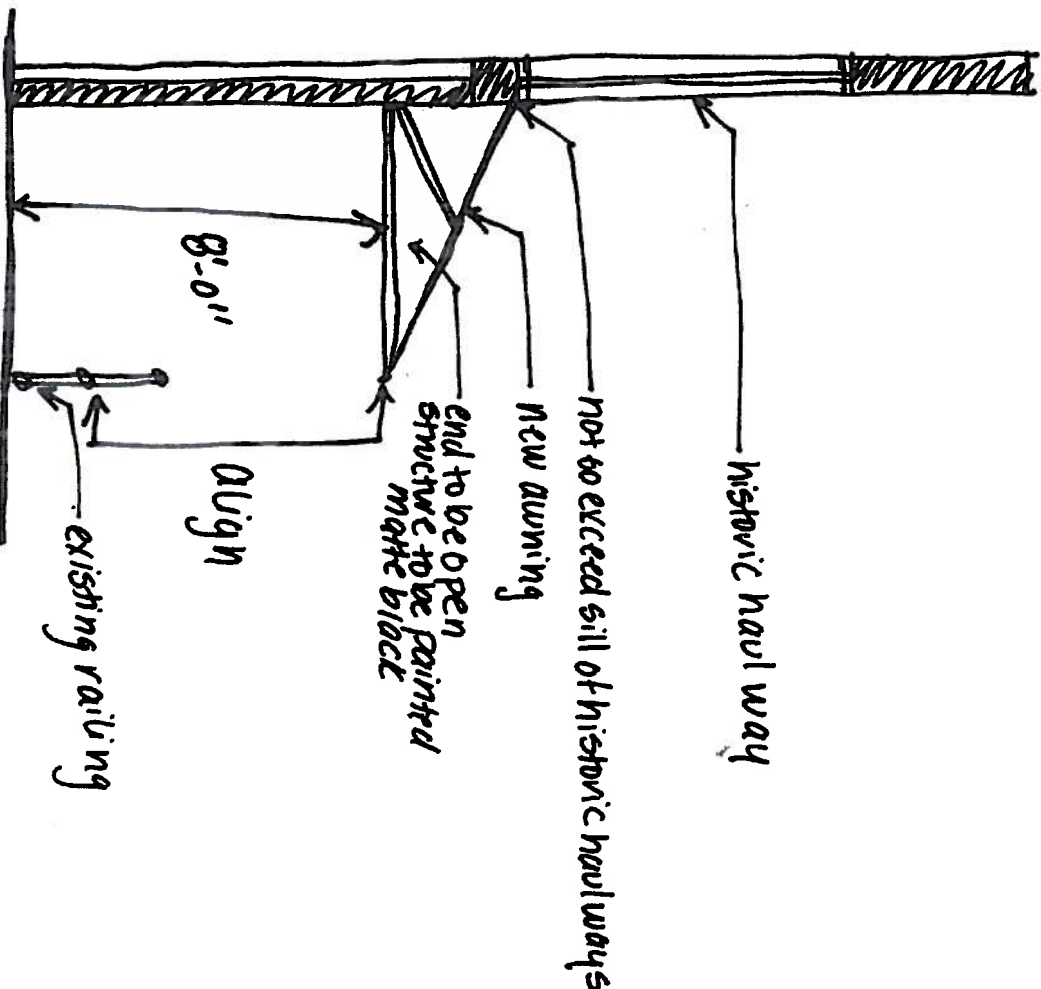 historic haul way
not to exceed sill of historic haulways
new awning
end to be open
structure to be painted
matte black
8'-0"
align
existing railing